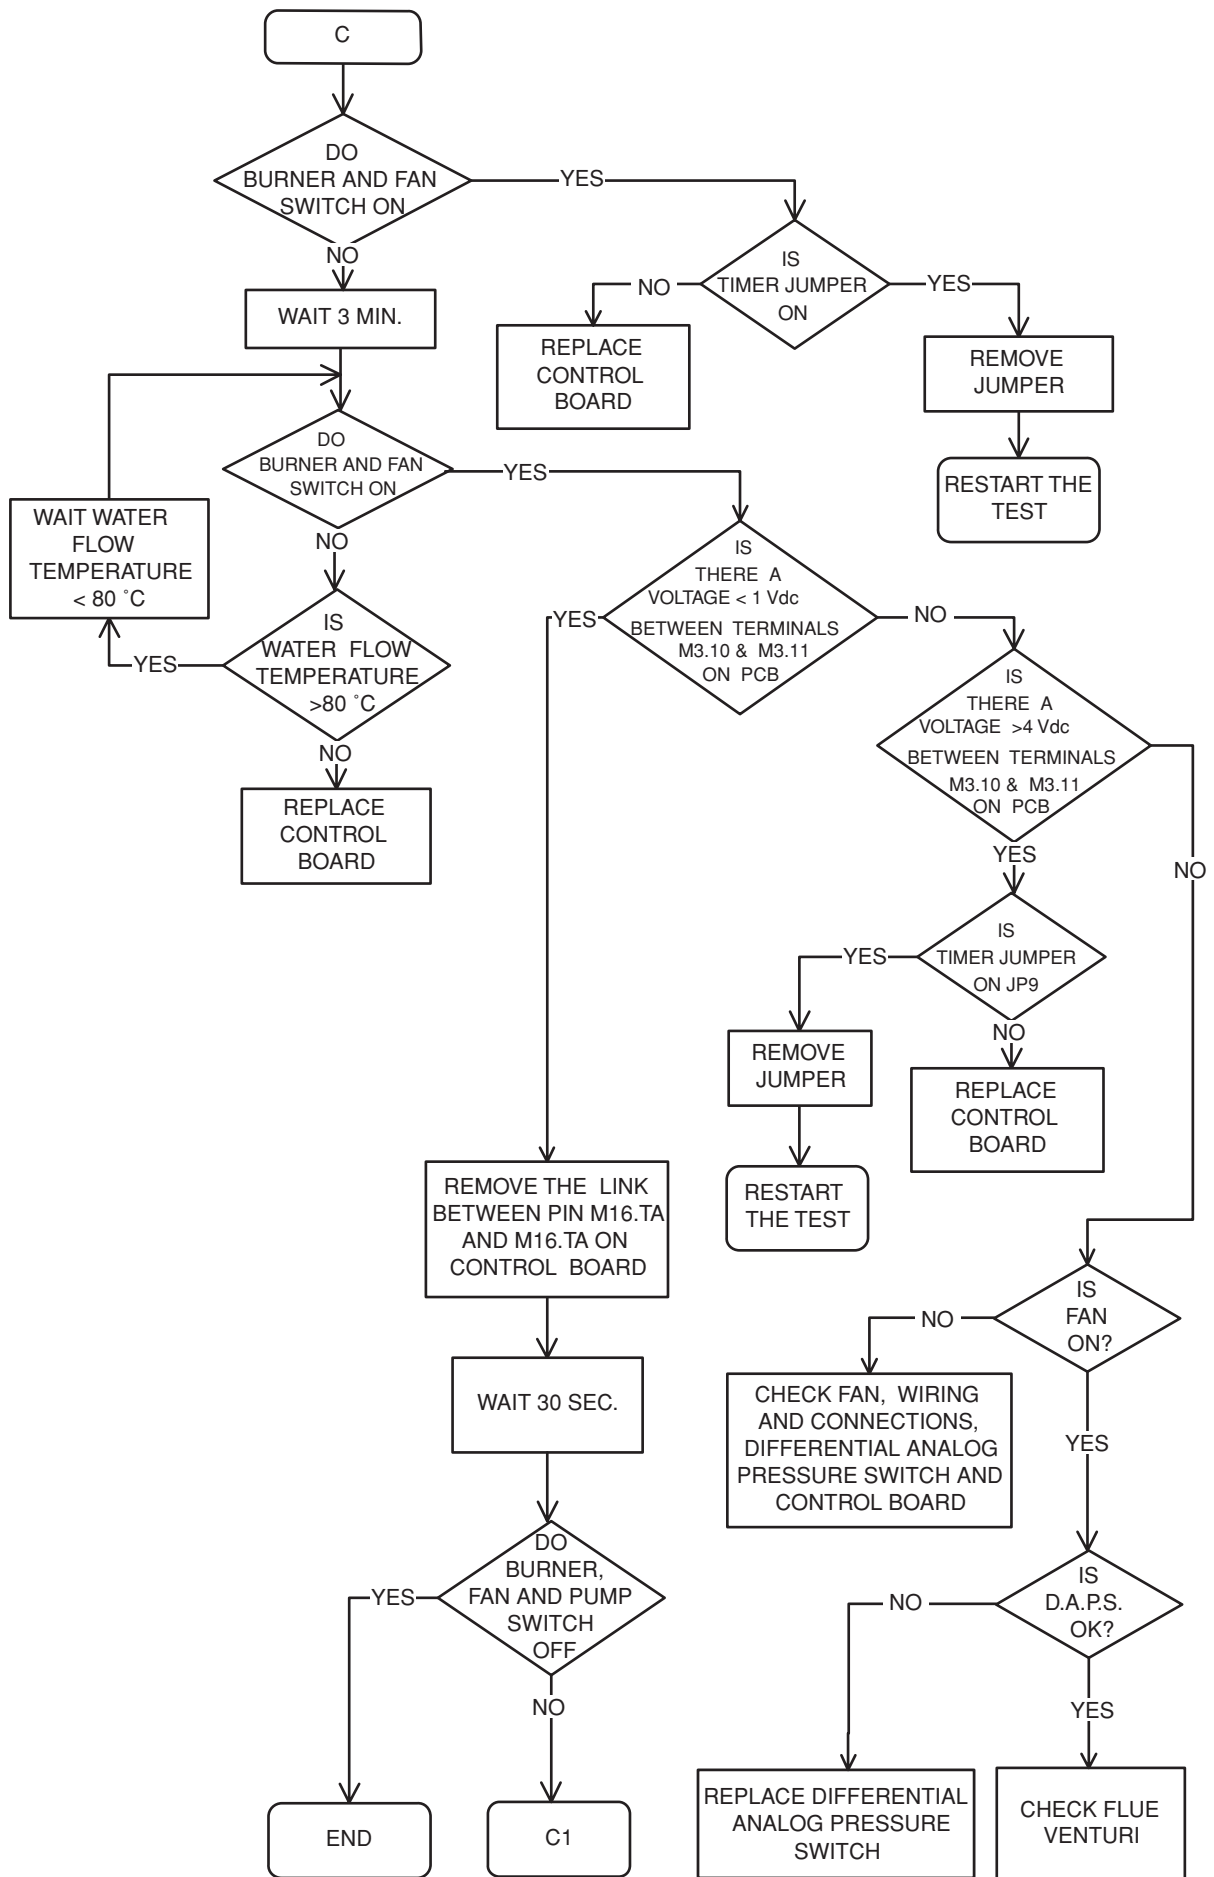 C
DO
BURNER AND FAN
SWITCH ON
YES
NO
IS
TIMER JUMPER
ON
NO
YES
WAIT 3 MIN.
REPLACE
CONTROL
BOARD
REMOVE
JUMPER
RESTART THE
TEST
DO
BURNER AND FAN
SWITCH ON
YES
NO
WAIT WATER
FLOW
TEMPERATURE
< 80 ˚C
IS
WATER FLOW
TEMPERATURE
>80 ˚C
YES
NO
REPLACE
CONTROL
BOARD
IS
THERE A
VOLTAGE < 1 Vdc
BETWEEN TERMINALS
M3.10 & M3.11
ON PCB
YES
NO
IS
THERE A
VOLTAGE >4 Vdc
BETWEEN TERMINALS
M3.10 & M3.11
ON PCB
YES
NO
IS
TIMER JUMPER
ON JP9
YES
NO
REMOVE
JUMPER
REPLACE
CONTROL
BOARD
RESTART
THE TEST
REMOVE THE LINK
BETWEEN PIN M16.TA
AND M16.TA ON
CONTROL BOARD
WAIT 30 SEC.
DO
BURNER,
FAN AND PUMP
SWITCH
OFF
YES
NO
END
C1
IS
FAN
ON?
NO
YES
CHECK FAN, WIRING
AND CONNECTIONS,
DIFFERENTIAL ANALOG
PRESSURE SWITCH AND
CONTROL BOARD
IS
D.A.P.S.
OK?
NO
YES
REPLACE DIFFERENTIAL
ANALOG PRESSURE
SWITCH
CHECK FLUE
VENTURI